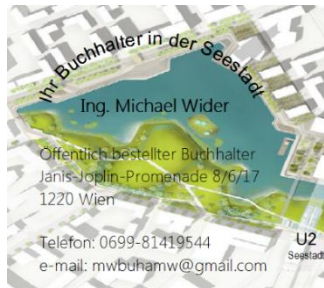 Ihr Buchhalter in der Seestadt
Ing. Michael Wider
Öffentlich bestellter Buchhalter
Janis-Joplin-Promenade 8/6/17
1220 Wien
Telefon: 0699-81419544
e-mail: mwbuhamw@gmail.com
U2
Seestadt